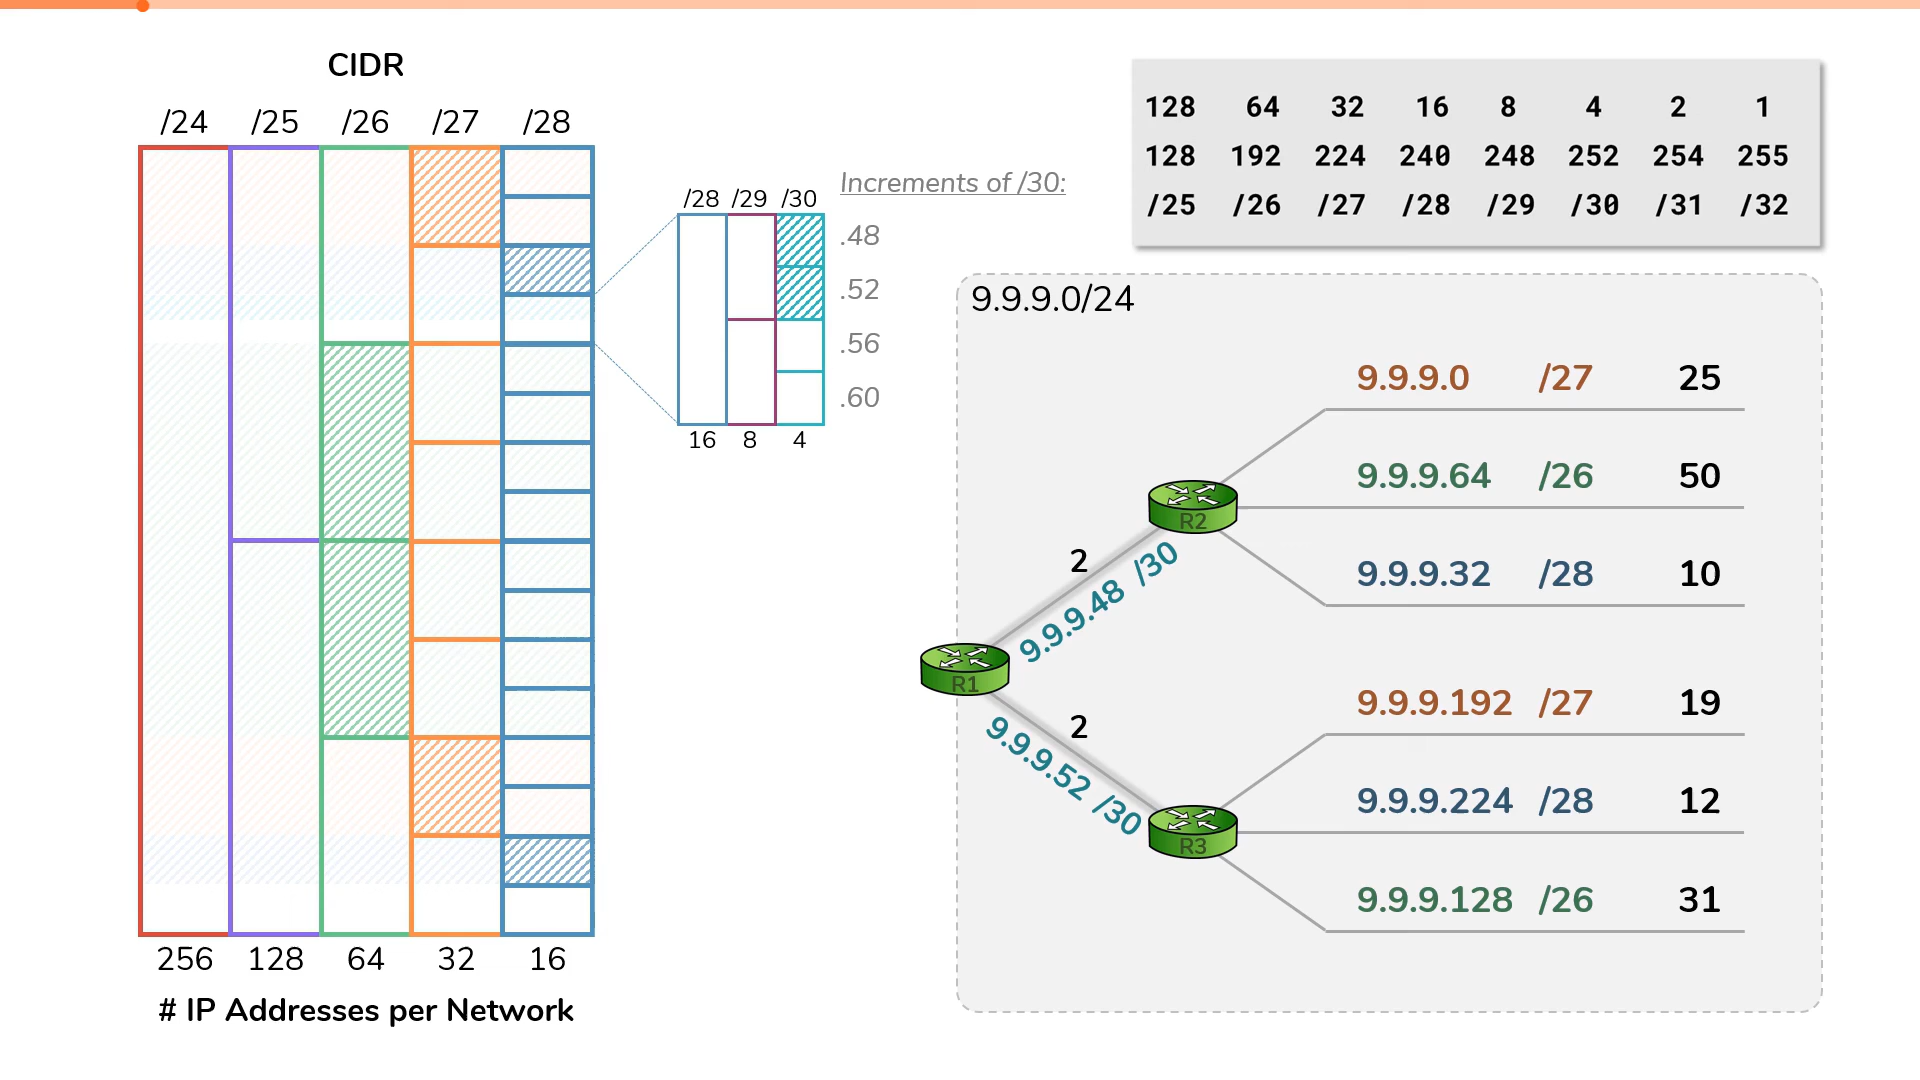 CIDR
/24 /25 /26 /27 /28
256 128 64 32 16
# IP Addresses per Network
/28 /29 /30
16 8 4
Increments of /30:
.48
.52
.56
.60
128 64 32 16 8 4 2 1
128 192 224 240 248 252 254 255
/25 /26 /27 /28 /29 /30 /31 /32
9.9.9.0/24
9.9.9.0 /27 25
9.9.9.64 /26 50
9.9.9.32 /28 10
R2
2
9.9.9.48 /30
R1
2
9.9.9.52 /30
R3
9.9.9.192 /27 19
9.9.9.224 /28 12
9.9.9.128 /26 31